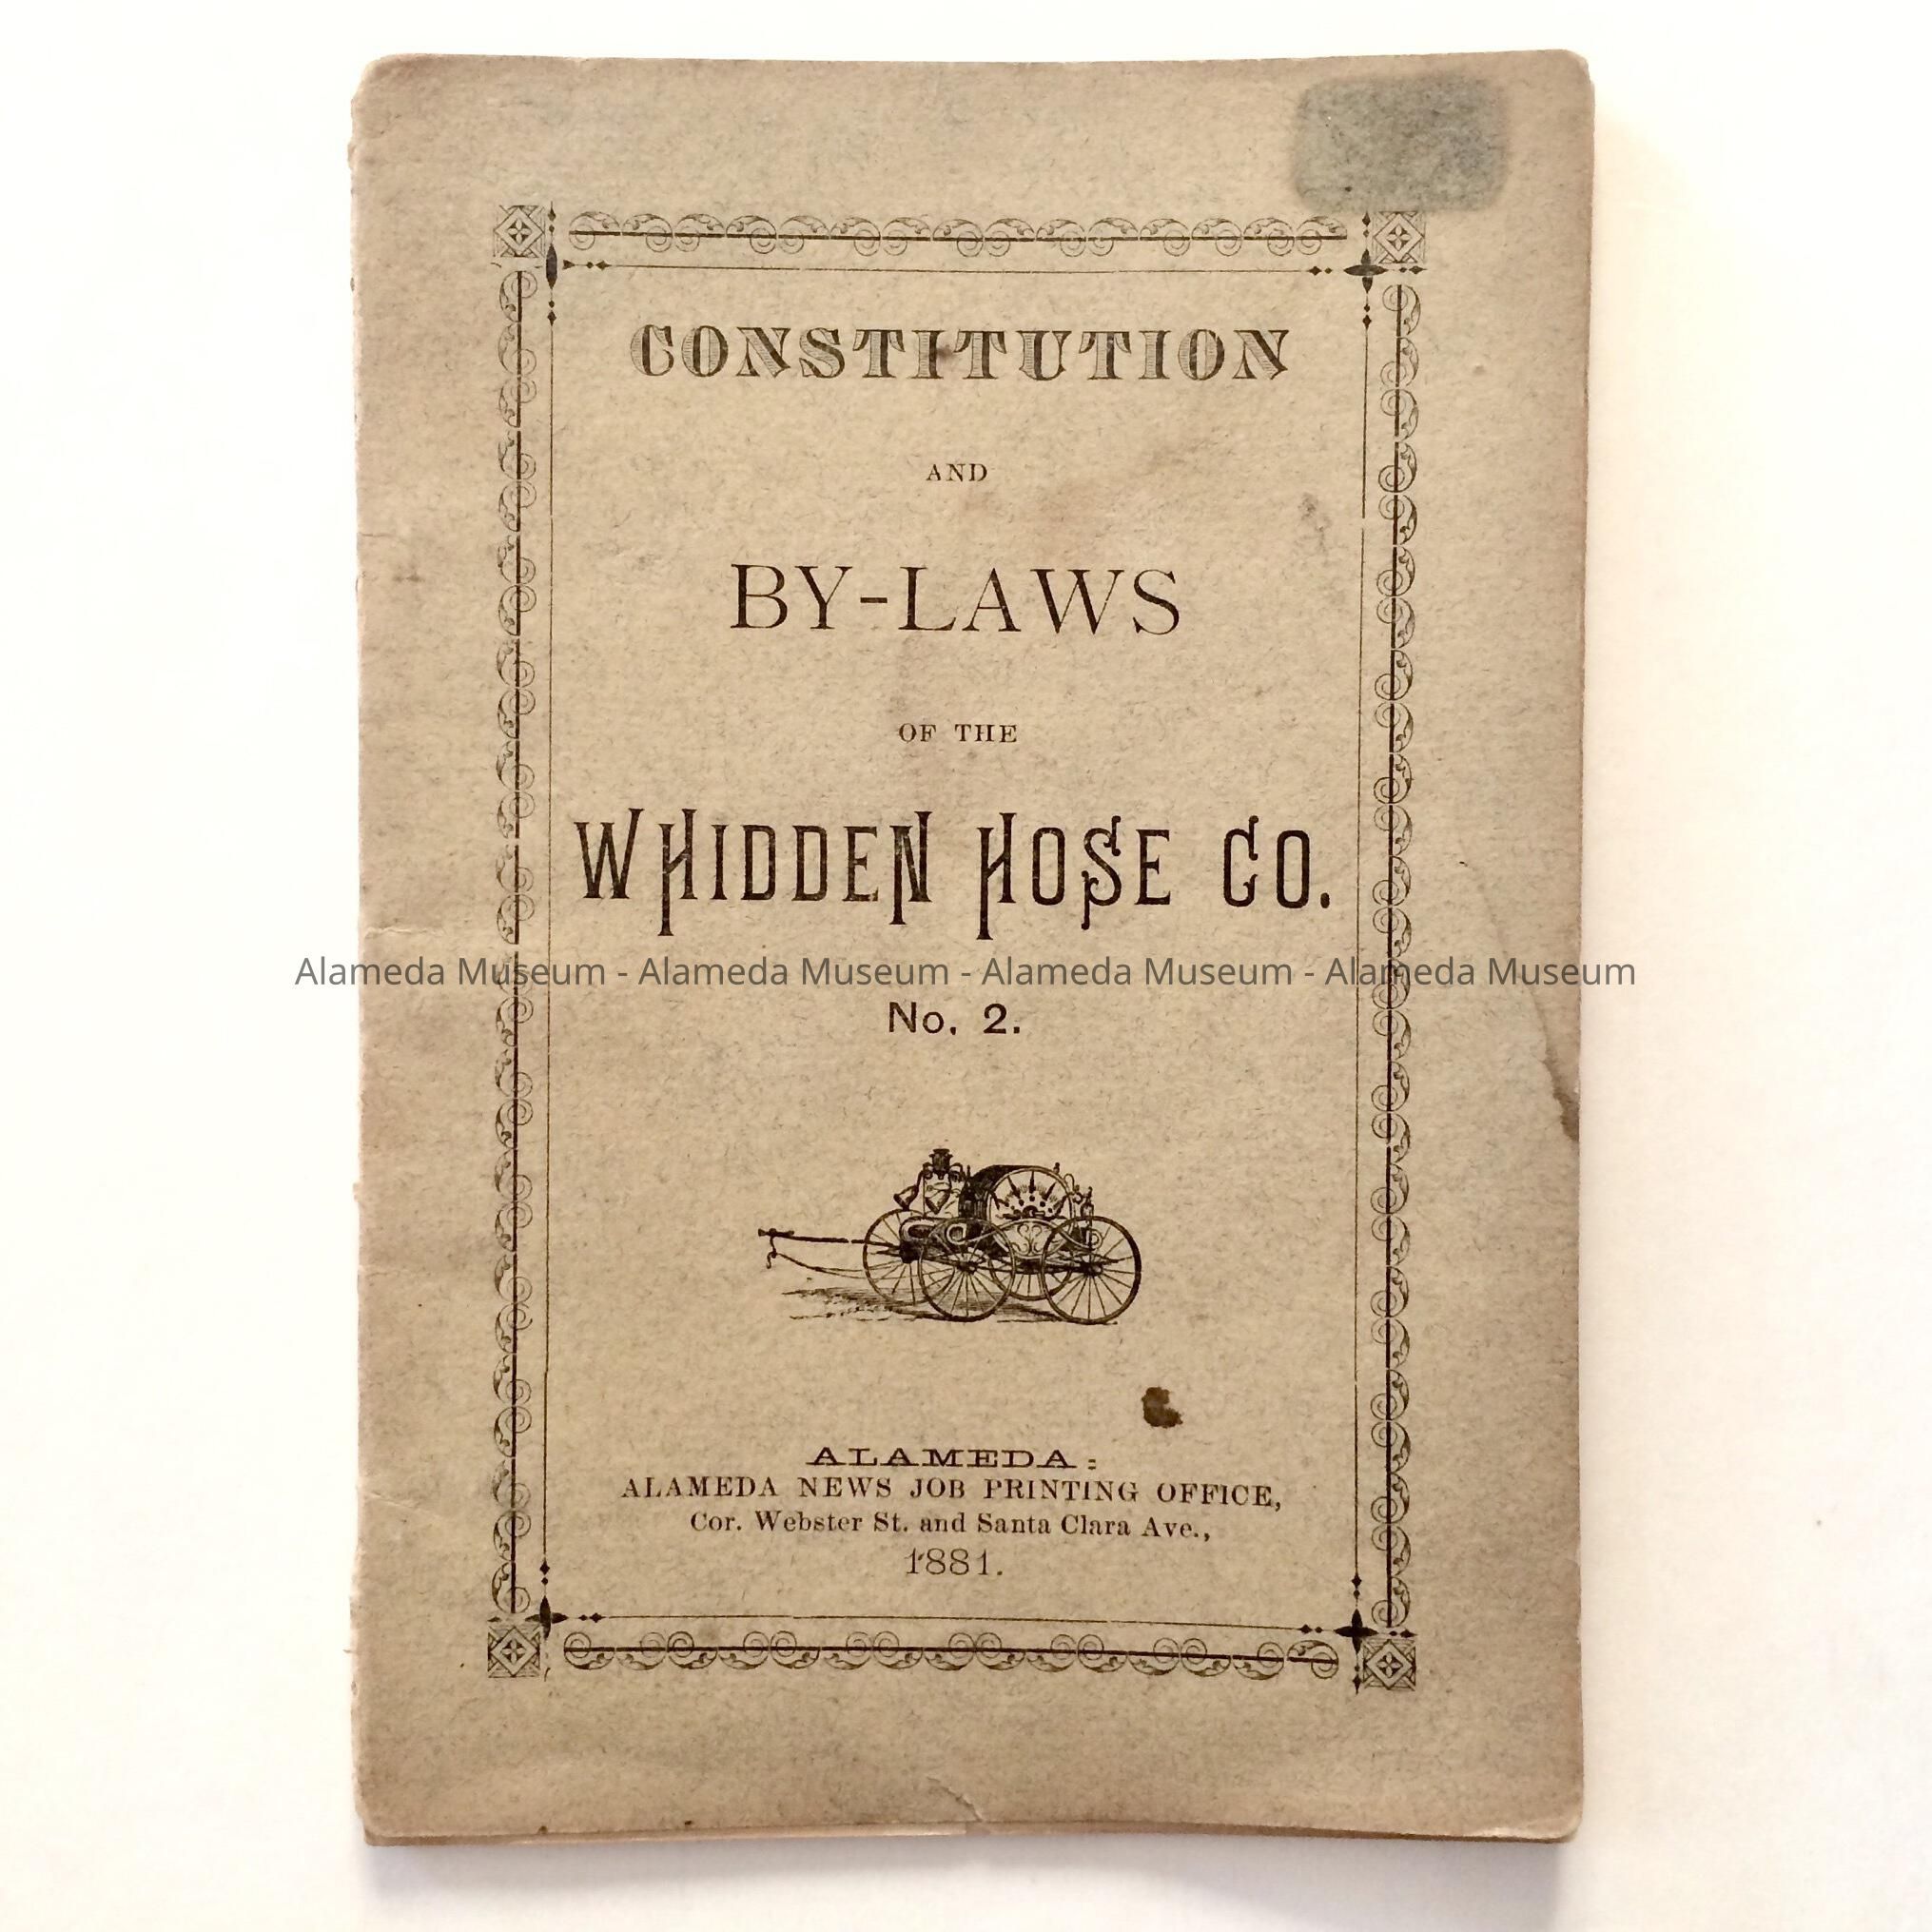 CONSTITUTION
AND
BY-LAWS
OF THE
WHIDDEN HOSE CO.
Alameda Museum - Alameda Museum - Alameda Museum - Alameda Museum
No. 2.
ALAMEDA:
ALAMEDA NEWS JOB PRINTING OFFICE,
Cor. Webster St. and Santa Clara Ave.,
1881.